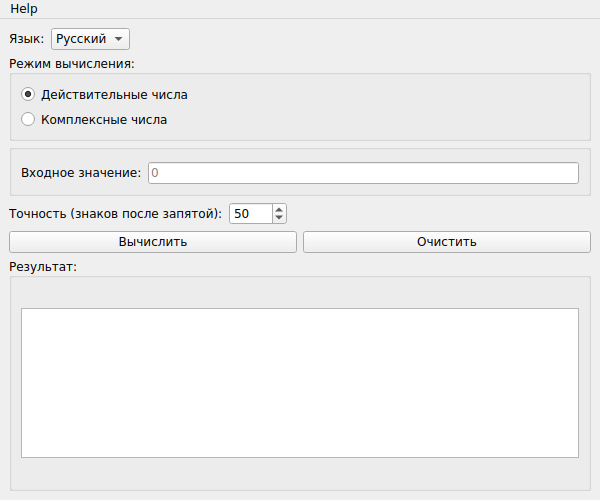 Help
Язык: Русский
Режим вычисления:
Действительные числа
Комплексные числа
Входное значение: 0
Точность (знаков после запятой): 50
Вычислить Очистить
Результат: